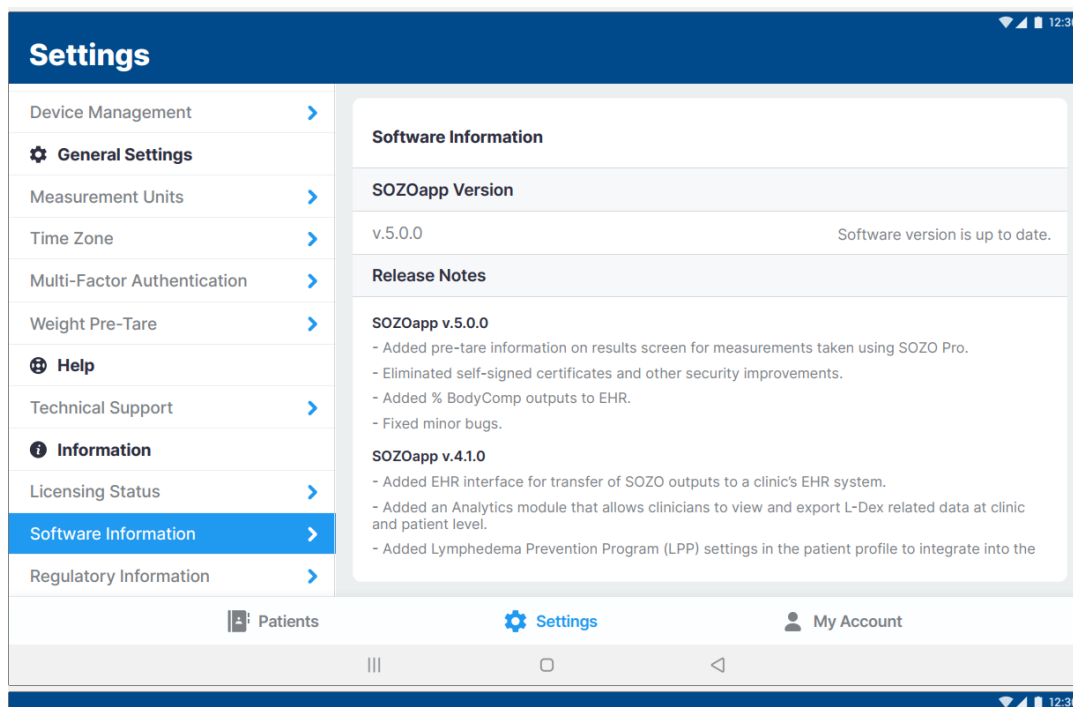 12:30
Settings
Device Management
General Settings
Measurement Units
Time Zone
Multi-Factor Authentication
Weight Pre-Tare
Help
Technical Support
Information
Licensing Status
Software Information
Regulatory Information
Software Information
SOZOapp Version
v.5.0.0
Software version is up to date.
Release Notes
SOZOapp v.5.0.0
- Added pre-tare information on results screen for measurements taken using SOZO Pro.
- Eliminated self-signed certificates and other security improvements.
- Added % BodyComp outputs to EHR.
- Fixed minor bugs.
SOZOapp v.4.1.0
- Added EHR interface for transfer of SOZO outputs to a clinic's EHR system.
- Added an Analytics module that allows clinicians to view and export L-Dex related data at clinic
and patient level.
- Added Lymphedema Prevention Program (LPP) settings in the patient profile to integrate into the
Patients
Settings
My Account
12:30